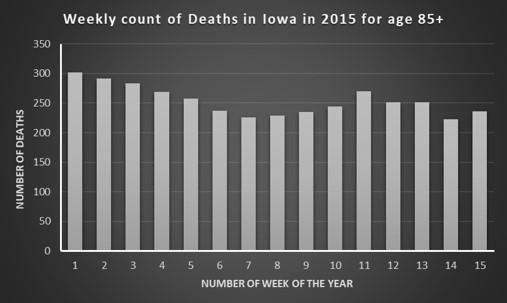 Weekly count of Deaths in Iowa in 2015 for age 85+
350
300
250
200
150
100
50
0
NUMBER OF DEATHS
1 2 3 4 5 6 7 8 9 10 11 12 13 14 15
NUMBER OF WEEK OF THE YEAR